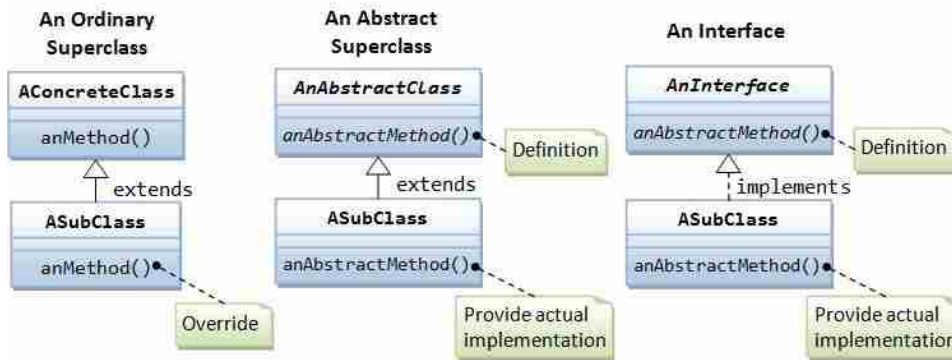 An Ordinary
Superclass
AConcreteClass
anMethod()
extends
ASubClass
anMethod()
Override
An Abstract
Superclass
AnAbstractClass
anAbstractMethod()
Definition
extends
ASubClass
anAbstractMethod()
Provide actual
implementation
An Interface
AnInterface
anAbstractMethod()
Definition
implements
ASubClass
anAbstractMethod()
Provide actual
implementation